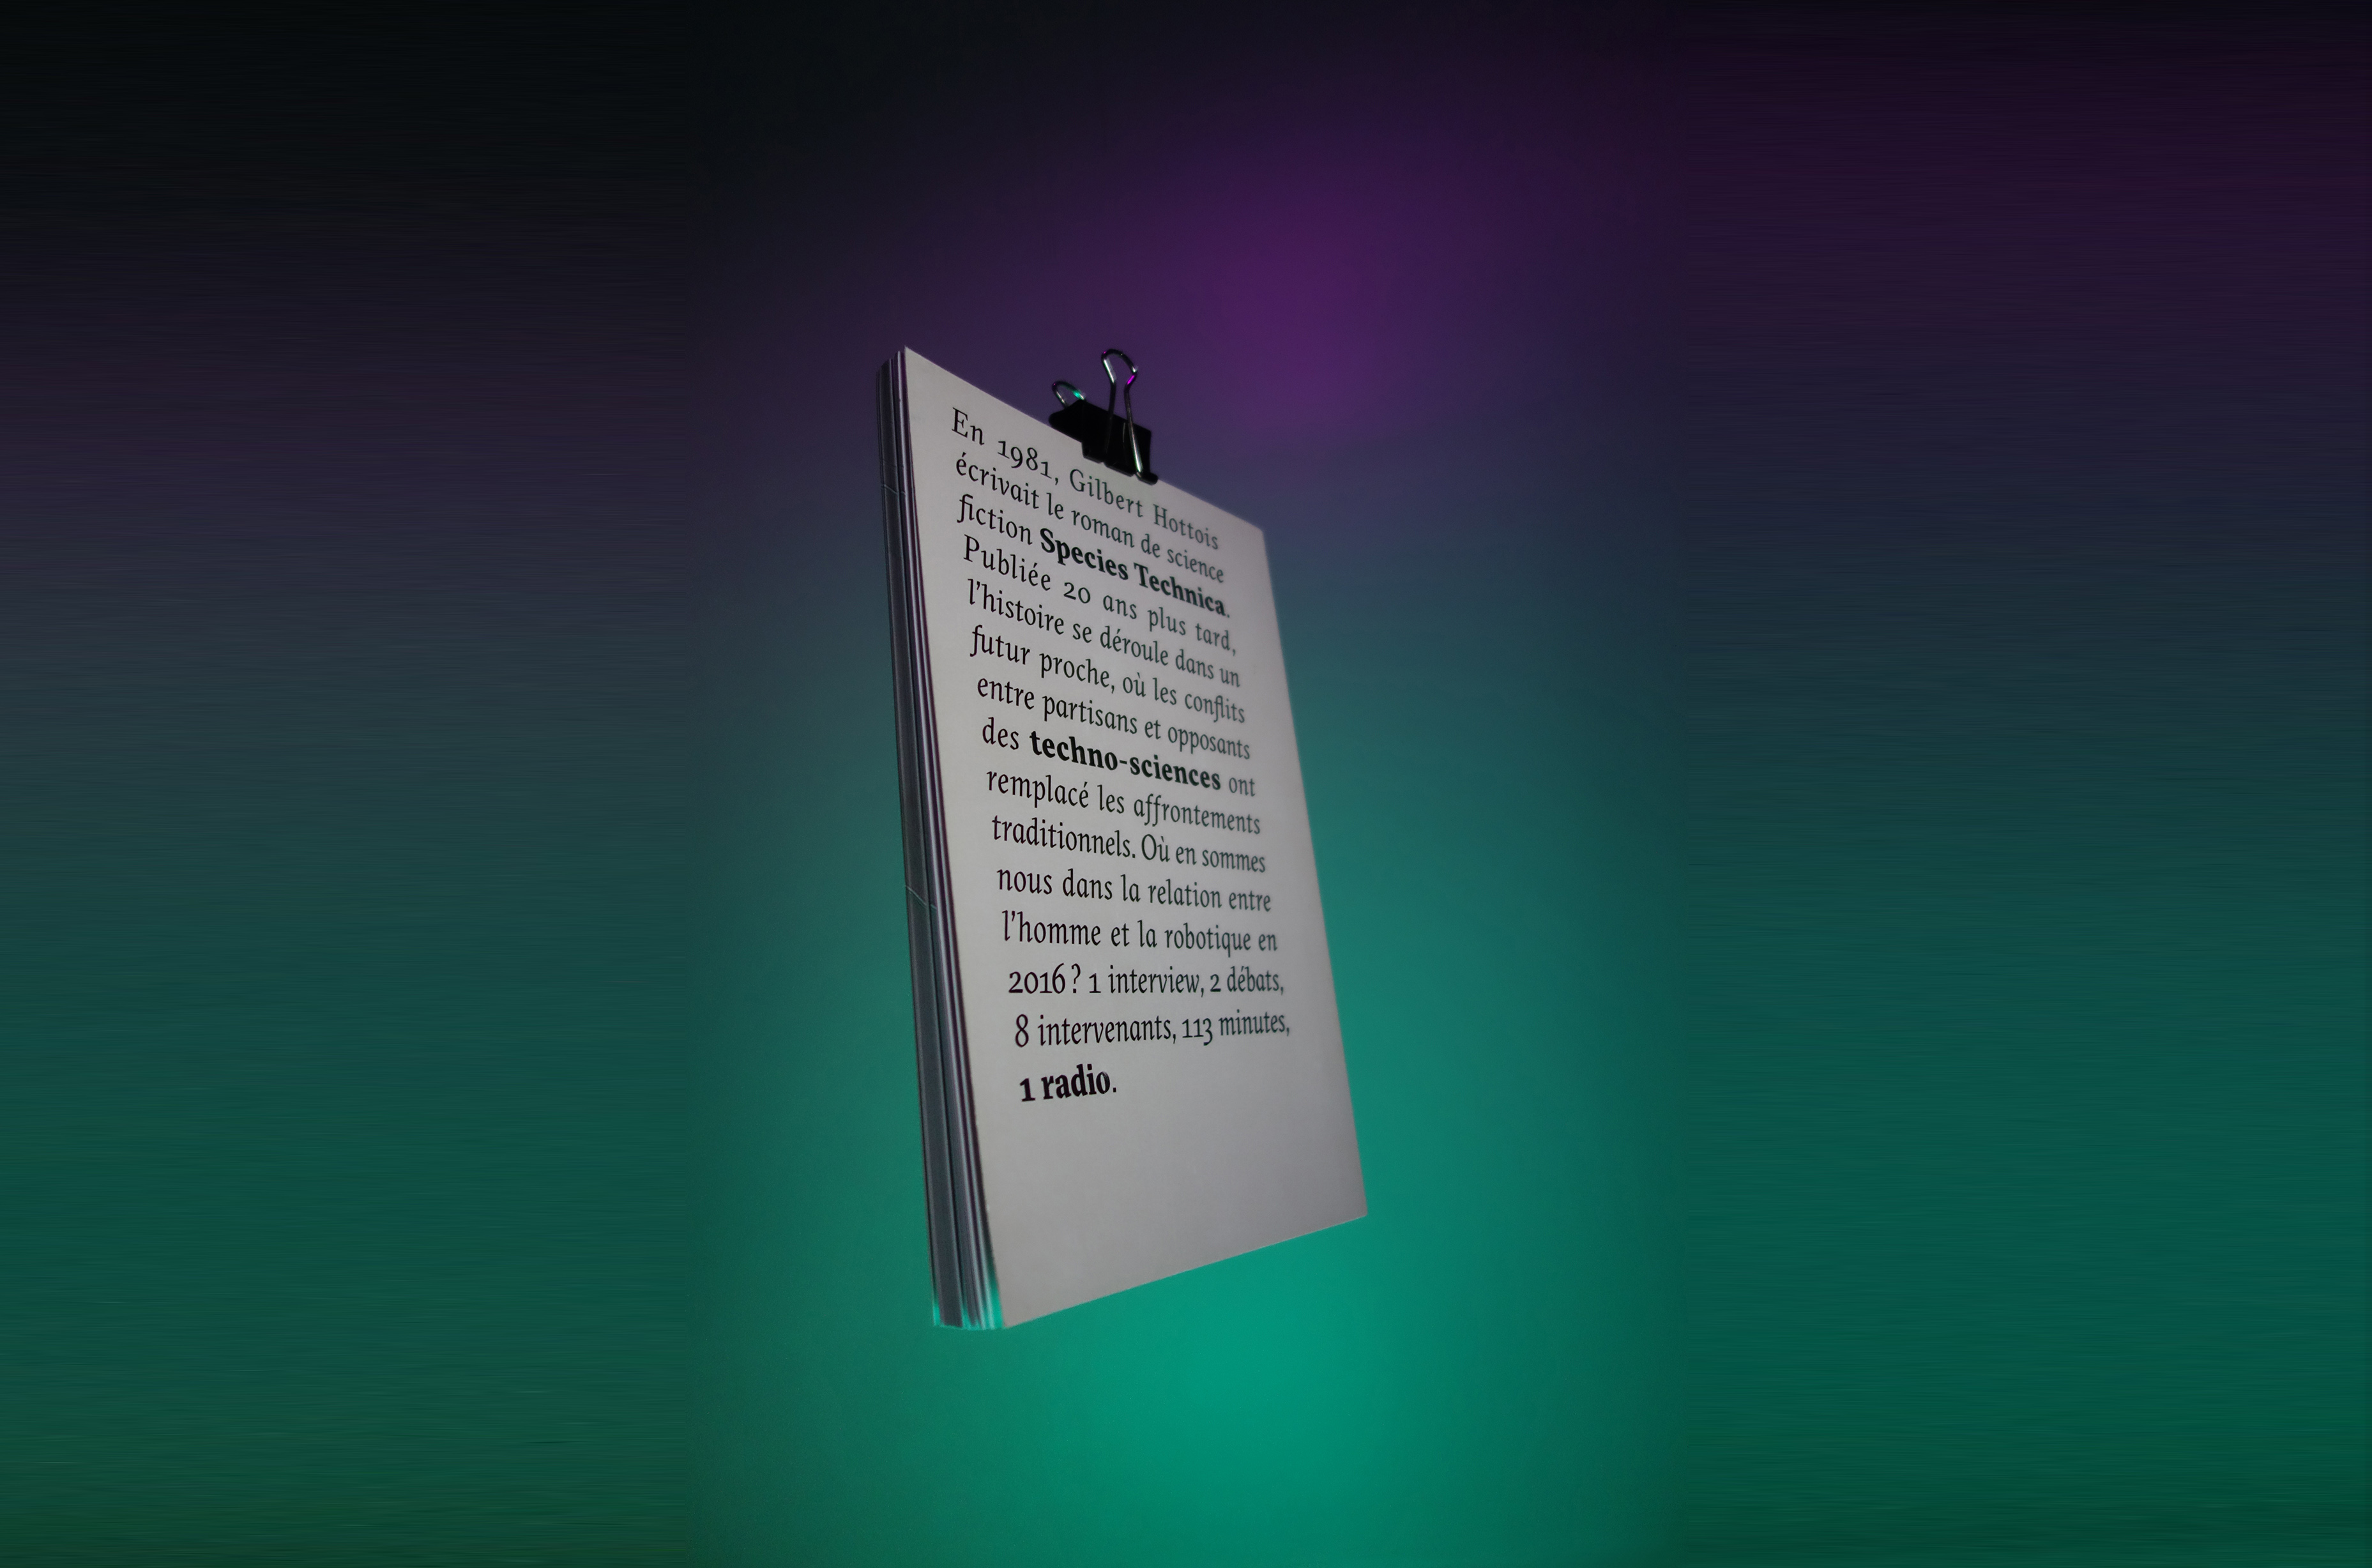 En 1981, Gilbert Hottois
écrivait le roman de science
fiction Species Technica.
Publiée 20 ans plus tard,
l’histoire se déroule dans un
futur proche, où les conflits
entre partisans et opposants
des techno-sciences ont
remplacé les affrontements
traditionnels. Où en sommes
nous dans la relation entre
l’homme et la robotique en
2016 ? 1 interview, 2 débats,
8 intervenants, 113 minutes,
1 radio.